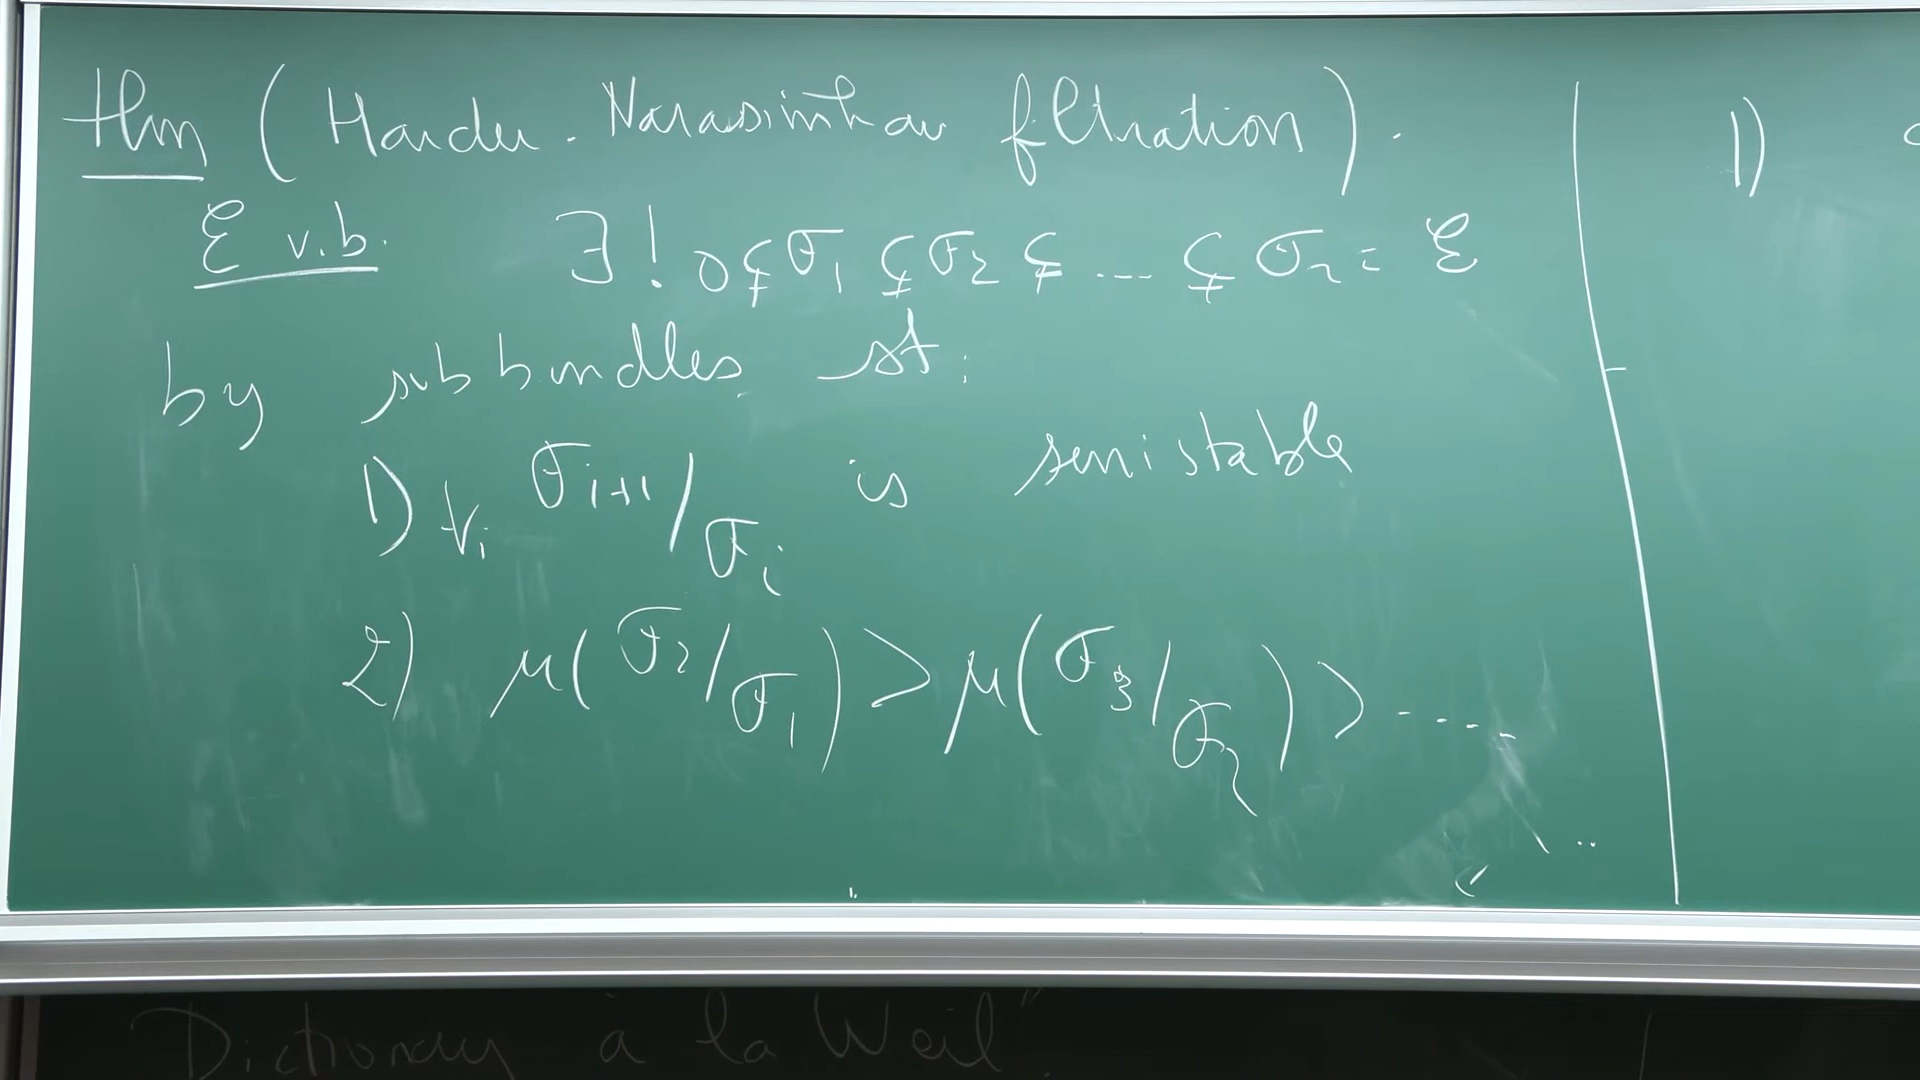 Thm (Harder-Narasimhan filtration).
ℰ v.b. ∃! 0 ⊊ σ₁ ⊊ σ₂ ⊊ ... ⊊ σᵣ = ℰ
by subbundles st:
1) ∀i σᵢ₊₁/σᵢ is semistable
2) μ(σ₂/σ₁) > μ(σ₃/σ₂) > ....
1)
Dictionary à la Weil"